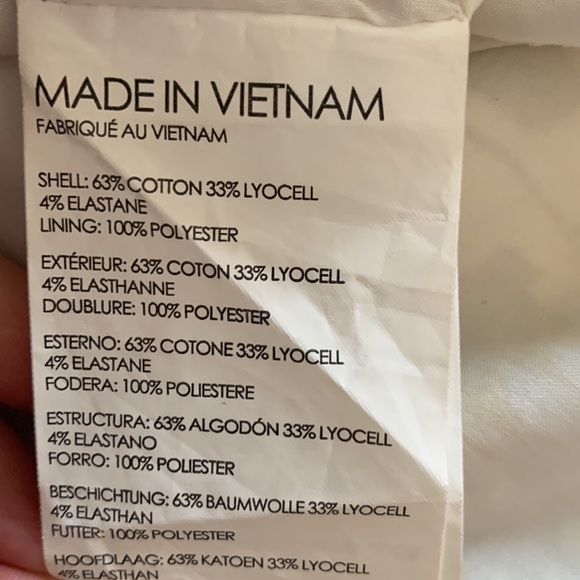 MADE IN VIETNAM
FABRIQUÉ AU VIETNAM
SHELL: 63% COTTON 33% LYOCELL
4% ELASTANE
LINING: 100% POLYESTER
EXTÉRIEUR: 63% COTON 33% LYOCELL
4% ELASTHANNE
DOUBLURE: 100% POLYESTER
ESTERNO: 63% COTONE 33% LYOCELL
4% ELASTANE
FODERA: 100% POLIESTERE
ESTRUCTURA: 63% ALGODÓN 33% LYOCELL
4% ELASTANO
FORRO: 100% POLIESTER
BESCHICHTUNG: 63% BAUMWOLLE 33% LYOCELL
4% ELASTHAN
FUTTER: 100% POLYESTER
HOOFDLAAG: 63% KATOEN 33% LYOCELL
4% ELASTHAN